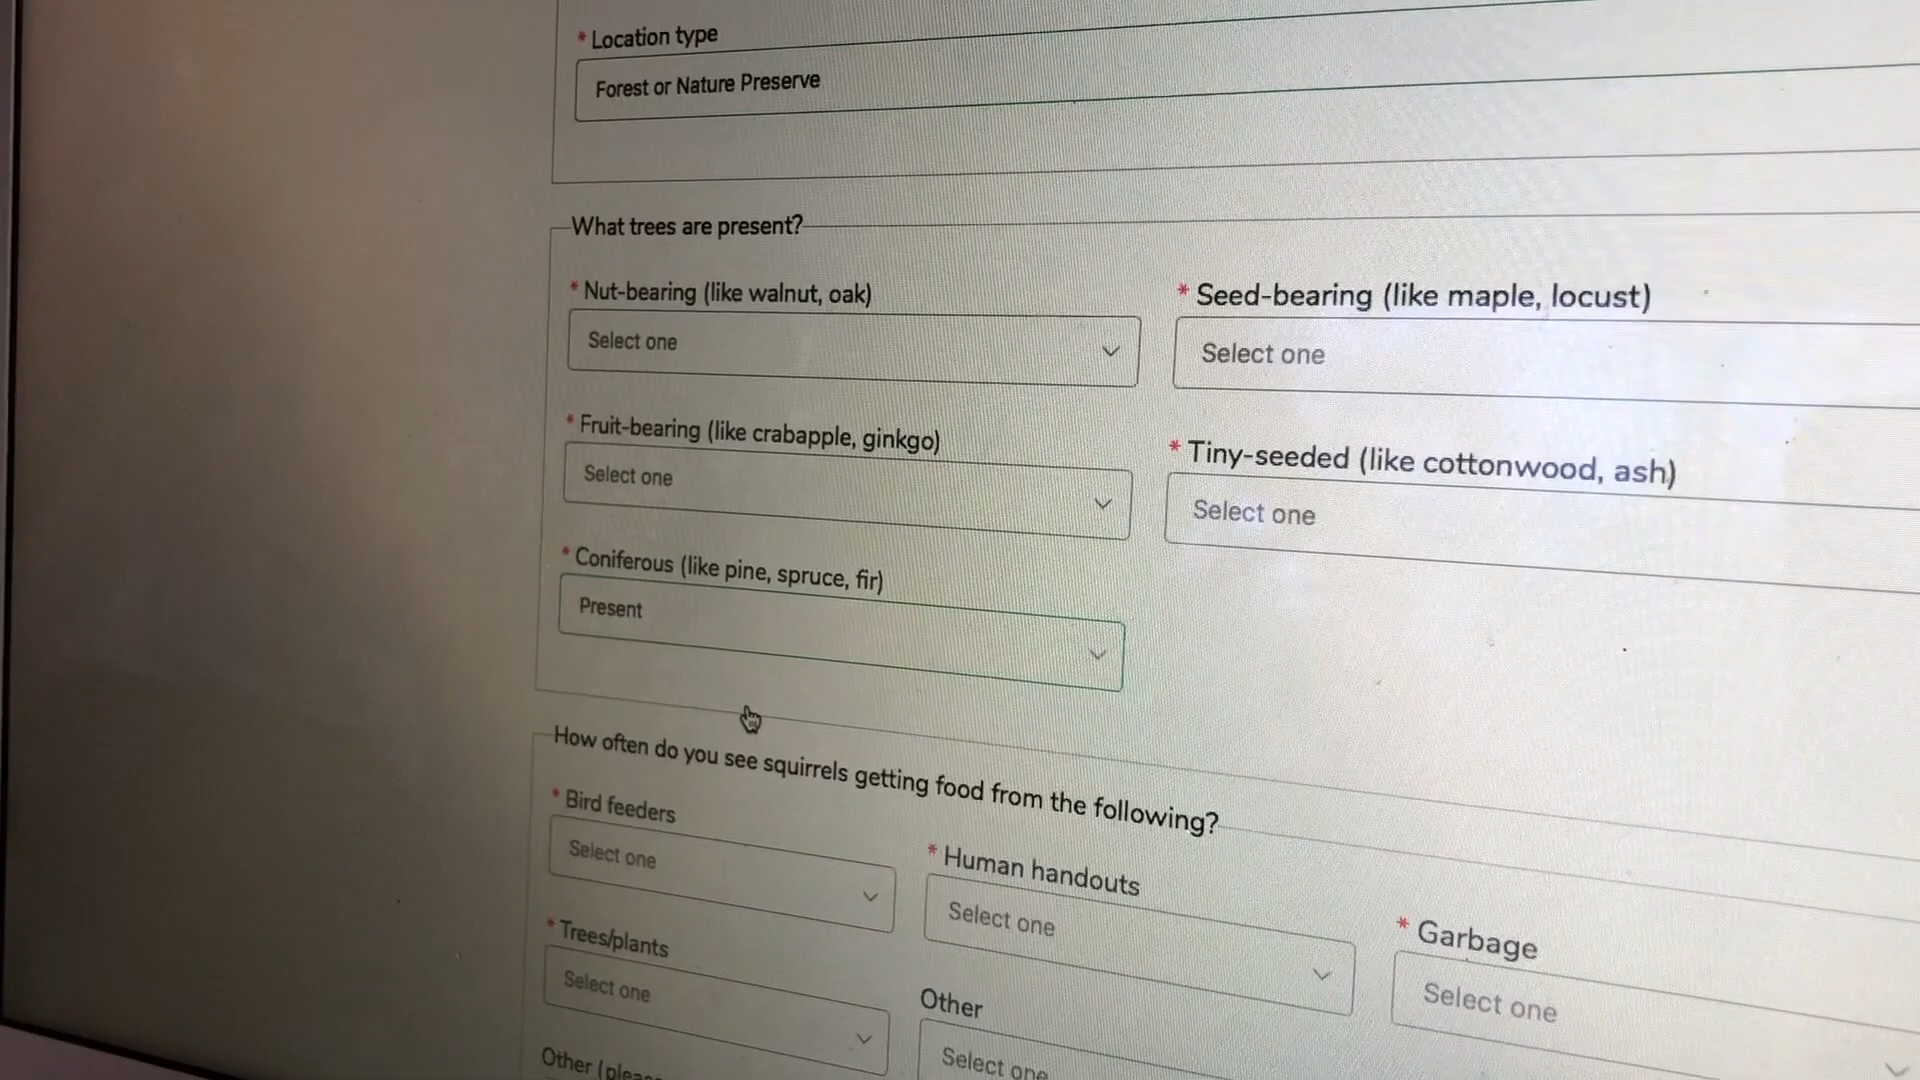 * Location type
Forest or Nature Preserve
What trees are present?
* Nut-bearing (like walnut, oak)
* Seed-bearing (like maple, locust)
Select one
Select one
* Fruit-bearing (like crabapple, ginkgo)
* Tiny-seeded (like cottonwood, ash)
Select one
Select one
* Coniferous (like pine, spruce, fir)
Present
How often do you see squirrels getting food from the following?
* Bird feeders
* Human handouts
* Garbage
Select one
Select one
Select one
* Trees/plants
Other
Select one
Select one
Other